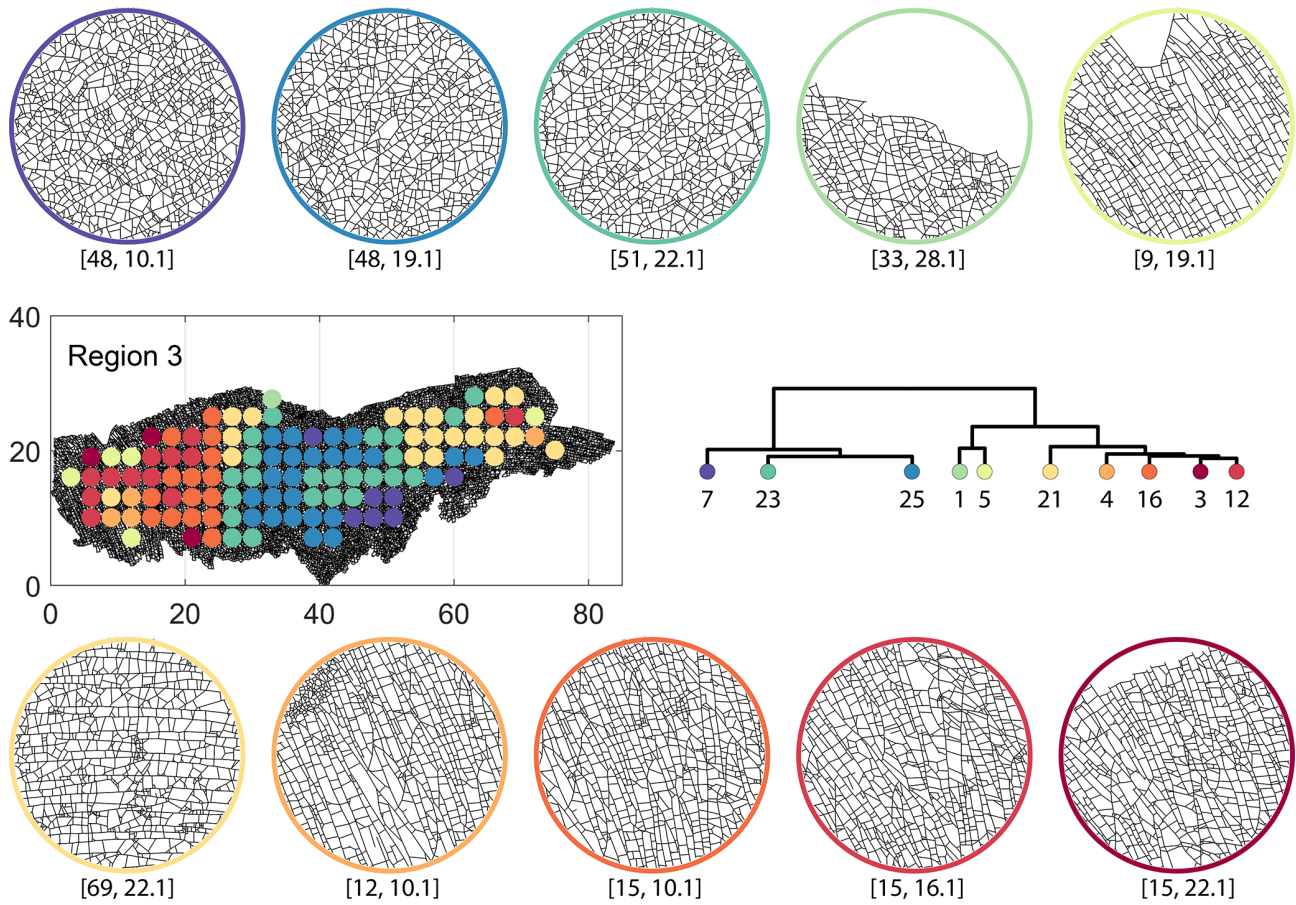 [48, 10.1] [48, 19.1] [51, 22.1] [33, 28.1] [9, 19.1]
40
Region 3
20
0
0 20 40 60 80
7 23 25 1 5 21 4 16 3 12
[69, 22.1] [12, 10.1] [15, 10.1] [15, 16.1] [15, 22.1]